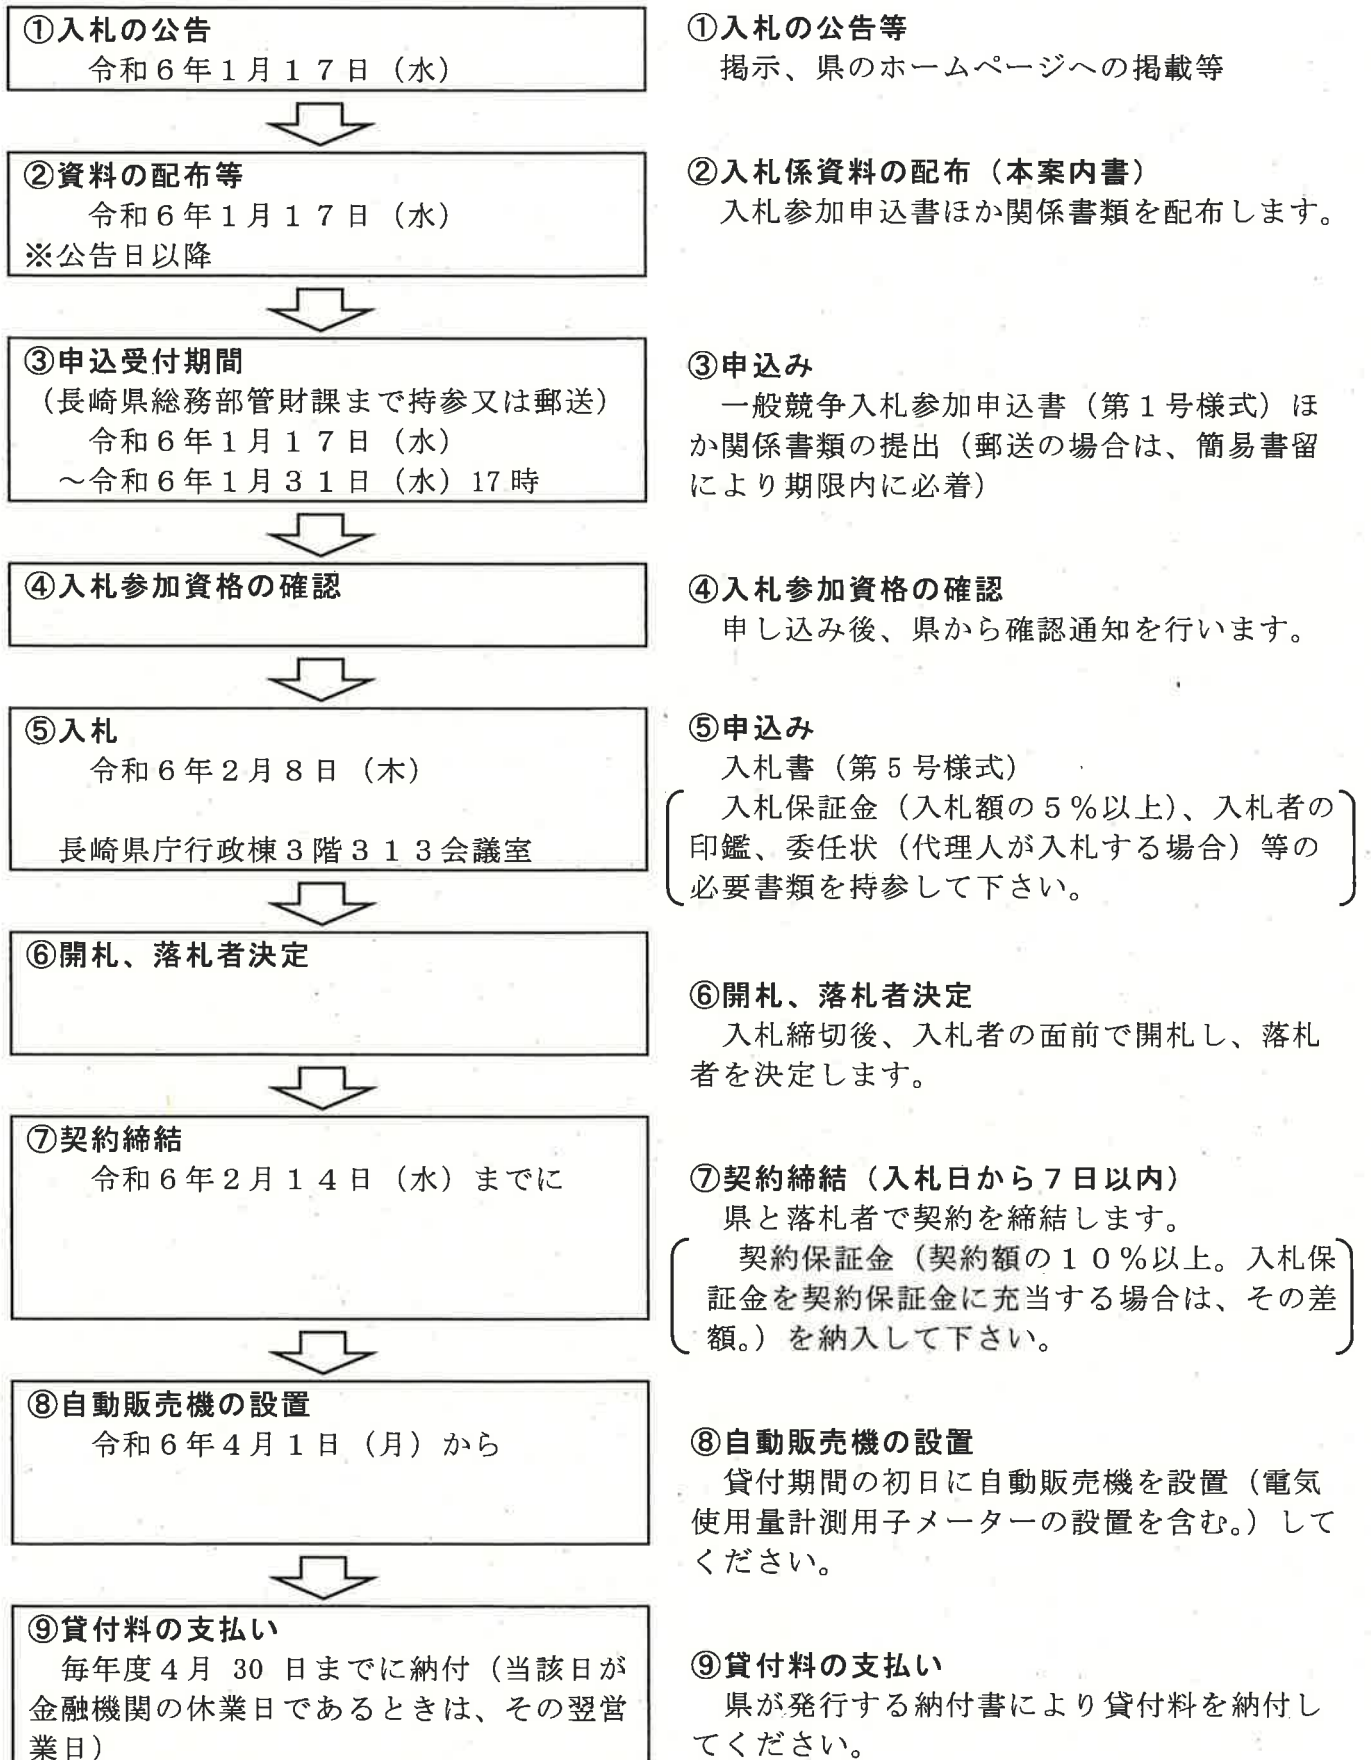 ①入札の公告
令和6年1月17日（水）
①入札の公告等
掲示、県のホームページへの掲載等
②資料の配布等
令和6年1月17日（水）
※公告日以降
②入札係資料の配布（本案内書）
入札参加申込書ほか関係書類を配布します。
③申込受付期間
（長崎県総務部管財課まで持参又は郵送）
令和6年1月17日（水）
～令和6年1月31日（水）17時
③申込み
一般競争入札参加申込書（第1号様式）ほ
か関係書類の提出（郵送の場合は、簡易書留
により期限内に必着）
④入札参加資格の確認
④入札参加資格の確認
申し込み後、県から確認通知を行います。
⑤入札
令和6年2月8日（木）
長崎県庁行政棟3階313会議室
⑤申込み
入札書（第5号様式）
入札保証金（入札額の5％以上）、入札者の
印鑑、委任状（代理人が入札する場合）等の
必要書類を持参して下さい。
⑥開札、落札者決定
⑥開札、落札者決定
入札締切後、入札者の面前で開札し、落札
者を決定します。
⑦契約締結
令和6年2月14日（水）までに
⑦契約締結（入札日から7日以内）
県と落札者で契約を締結します。
契約保証金（契約額の10％以上。入札保
証金を契約保証金に充当する場合は、その差
額。）を納入して下さい。
⑧自動販売機の設置
令和6年4月1日（月）から
⑧自動販売機の設置
貸付期間の初日に自動販売機を設置（電気
使用量計測用子メーターの設置を含む。）して
ください。
⑨貸付料の支払い
毎年度4月 30 日までに納付（当該日が
金融機関の休業日であるときは、その翌営
業日）
⑨貸付料の支払い
県が発行する納付書により貸付料を納付し
てください。